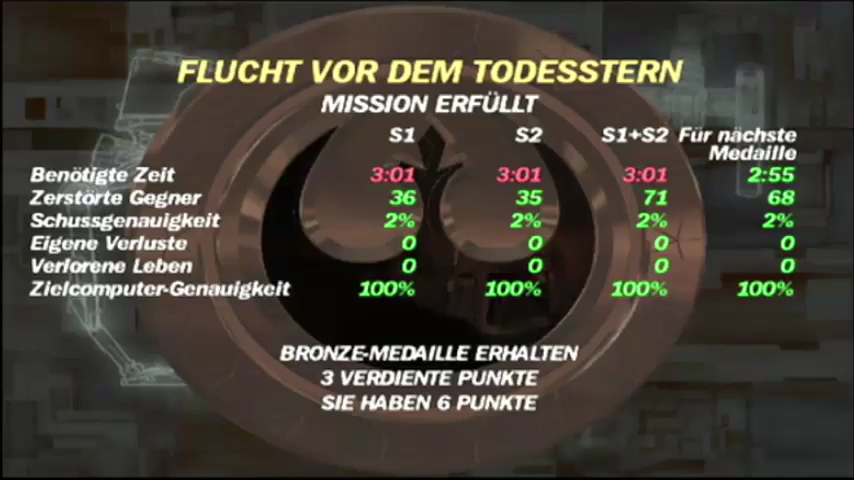 FLUCHT VOR DEM TODESSTERN
MISSION ERFÜLLT
S1 S2 S1+S2 Für nächste Medaille
Benötigte Zeit 3:01 3:01 3:01 2:55
Zerstörte Gegner 36 35 71 68
Schussgenauigkeit 2% 2% 2% 2%
Eigene Verluste 0 0 0 0
Verlorene Leben 0 0 0 0
Zielcomputer-Genauigkeit 100% 100% 100% 100%
BRONZE-MEDAILLE ERHALTEN
3 VERDIENTE PUNKTE
SIE HABEN 6 PUNKTE